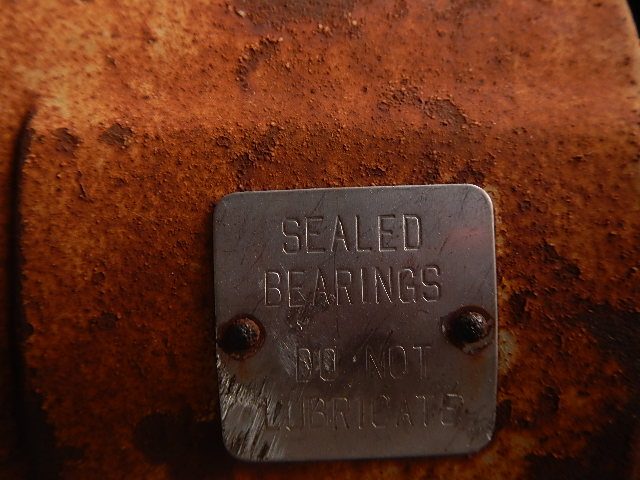 SEALED
BEARINGS
DO NOT
LUBRICATE